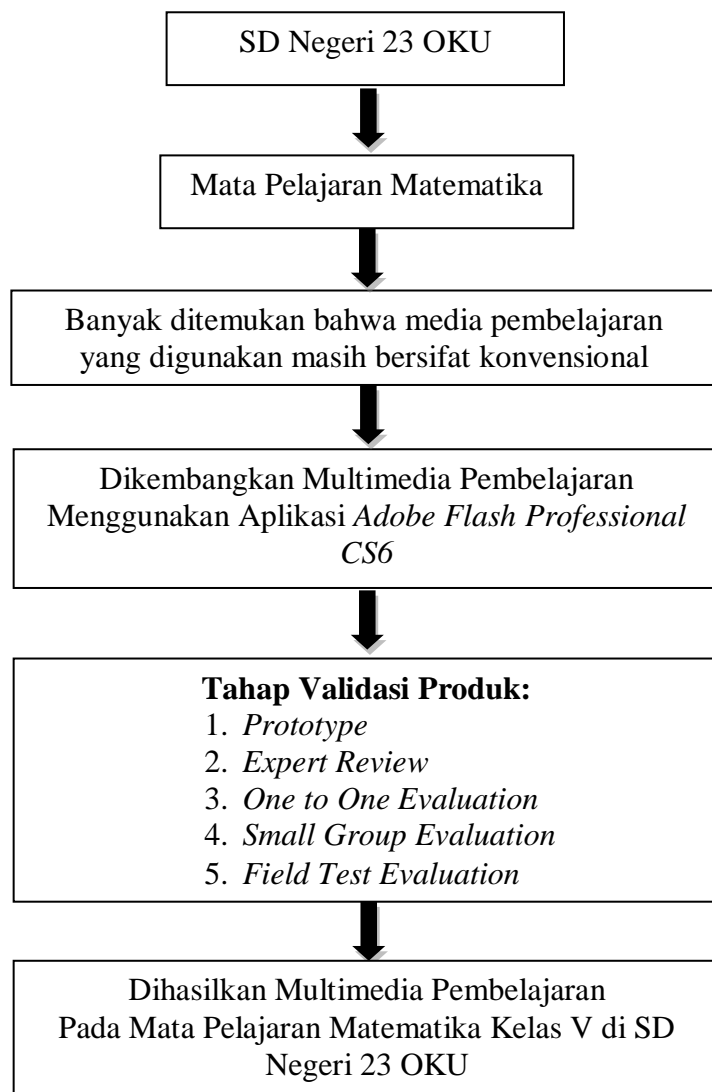 SD Negeri 23 OKU
Mata Pelajaran Matematika
Banyak ditemukan bahwa media pembelajaran
yang digunakan masih bersifat konvensional
Dikembangkan Multimedia Pembelajaran
Menggunakan Aplikasi Adobe Flash Professional
CS6
Tahap Validasi Produk:
1. Prototype
2. Expert Review
3. One to One Evaluation
4. Small Group Evaluation
5. Field Test Evaluation
Dihasilkan Multimedia Pembelajaran
Pada Mata Pelajaran Matematika Kelas V di SD
Negeri 23 OKU